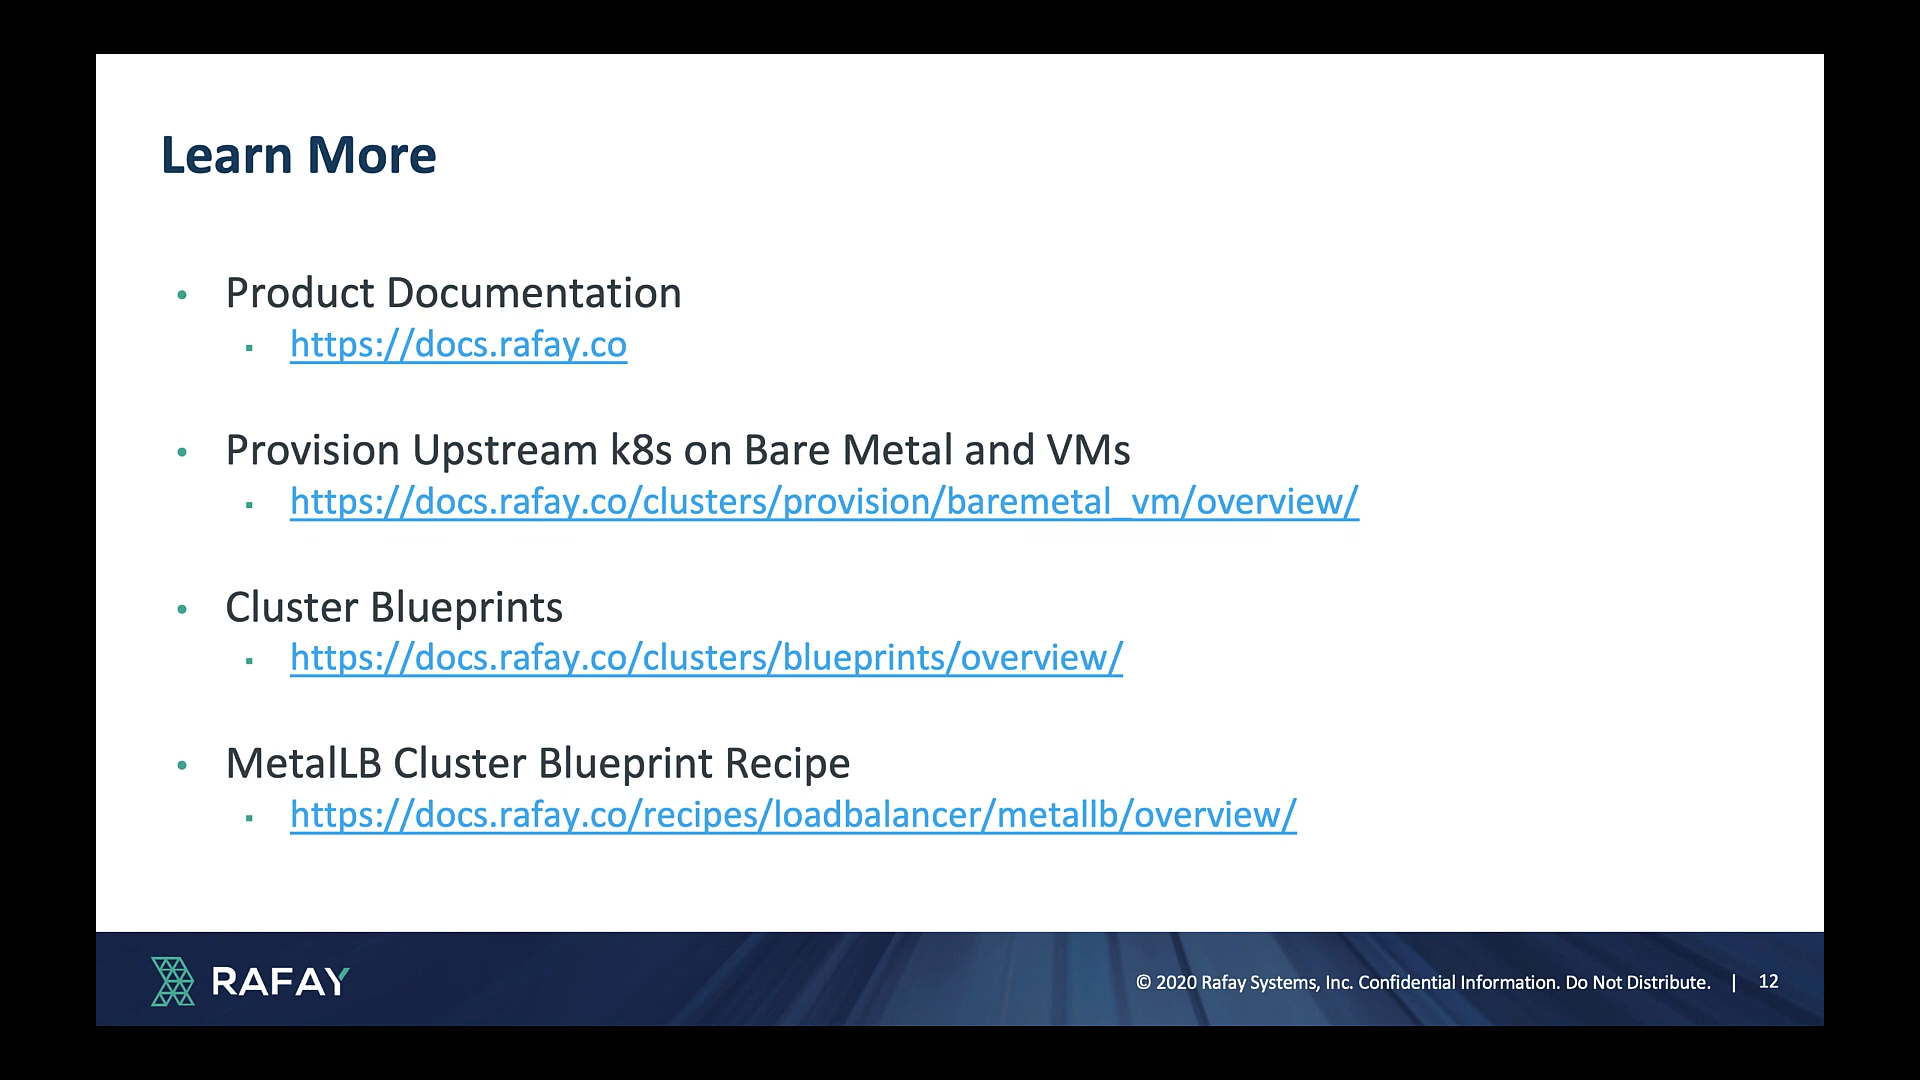 Learn More
• Product Documentation
▪ https://docs.rafay.co
• Provision Upstream k8s on Bare Metal and VMs
▪ https://docs.rafay.co/clusters/provision/baremetal_vm/overview/
• Cluster Blueprints
▪ https://docs.rafay.co/clusters/blueprints/overview/
• MetalLB Cluster Blueprint Recipe
▪ https://docs.rafay.co/recipes/loadbalancer/metallb/overview/
RAFAY
© 2020 Rafay Systems, Inc. Confidential Information. Do Not Distribute. | 12